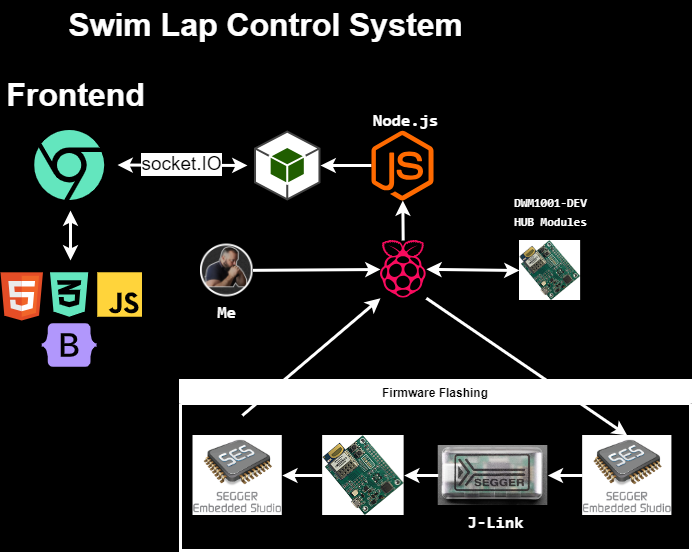 Swim Lap Control System
Frontend
Node.js
JS
socket.IO
DWM1001-DEV
HUB Modules
5
3
JS
B
Me
Firmware Flashing
SES
SEGGER
Embedded Studio
SEGGER
J-Link
SES
SEGGER
Embedded Studio